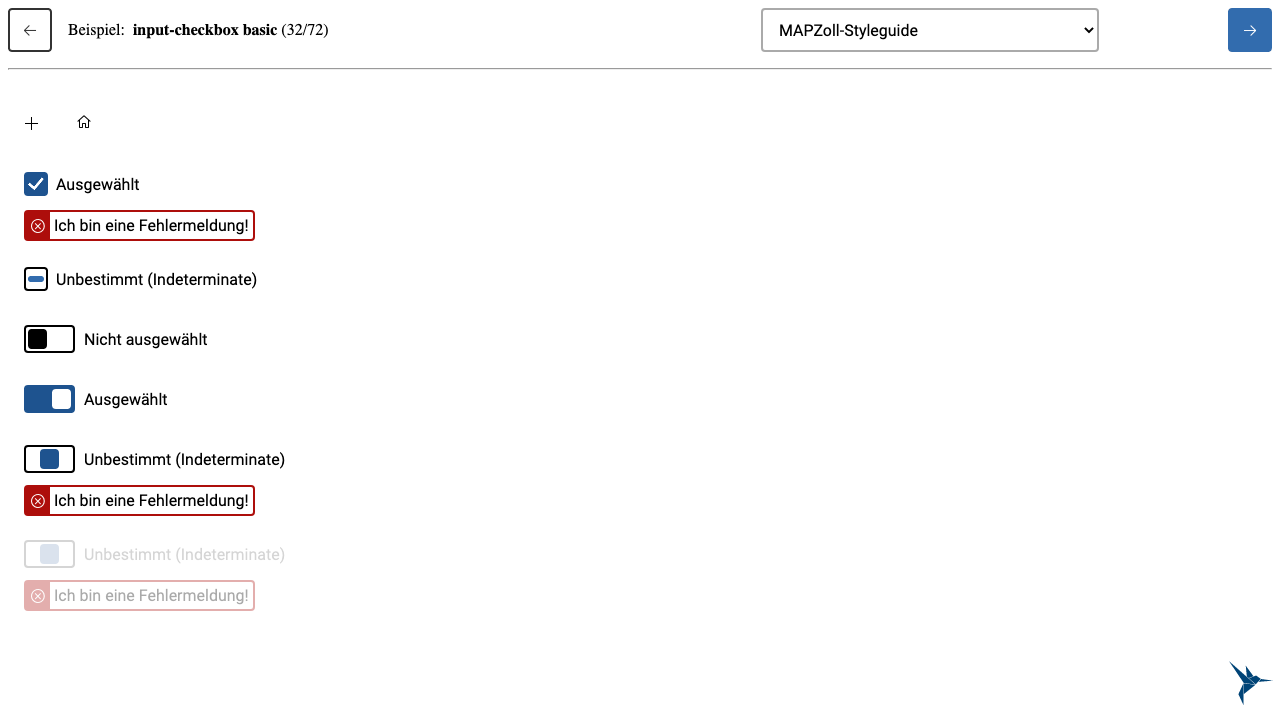 Beispiel: input-checkbox basic (32/72)
MAPZoll-Styleguide
Ausgewählt
Ich bin eine Fehlermeldung!
Unbestimmt (Indeterminate)
Nicht ausgewählt
Ausgewählt
Unbestimmt (Indeterminate)
Ich bin eine Fehlermeldung!
Unbestimmt (Indeterminate)
Ich bin eine Fehlermeldung!